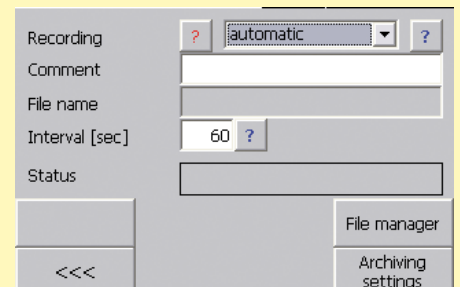 Recording ? automatic ?
Comment
File name
Interval [sec] 60 ?
Status
File manager
<<< Archiving
settings